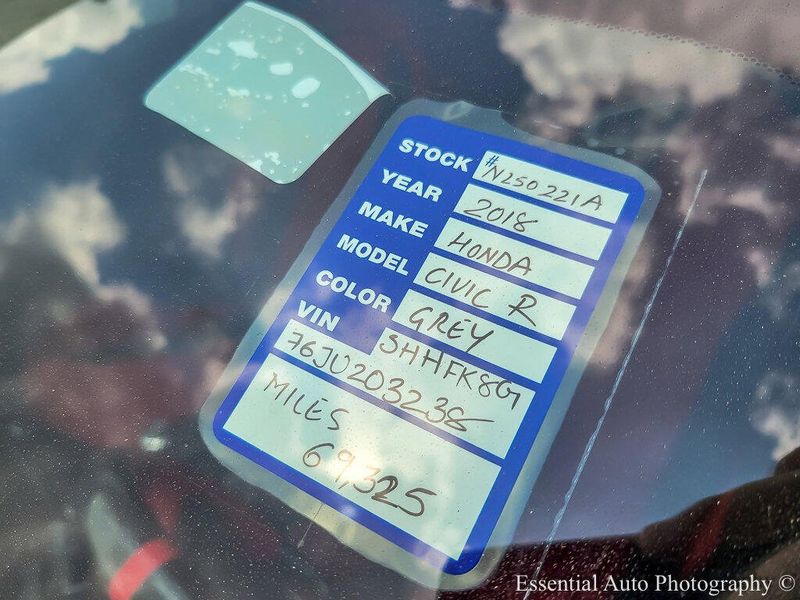 STOCK #N250221A
YEAR 2018
MAKE HONDA
MODEL CIVIC R
COLOR GREY
VIN SHHFK8G
76JU203238
MILES
69,325
Essential Auto Photography ©